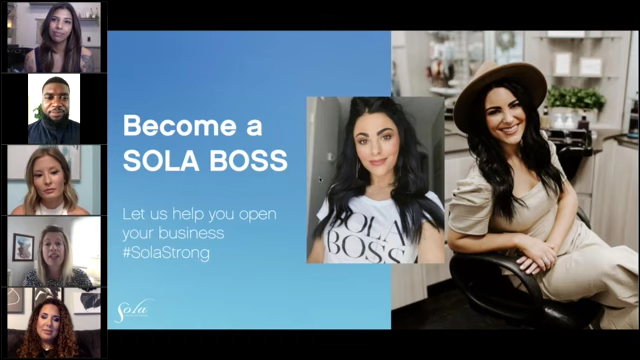 Become a
SOLA BOSS
Let us help you open
your business
#SolaStrong
Sola
SOLA
BOSS